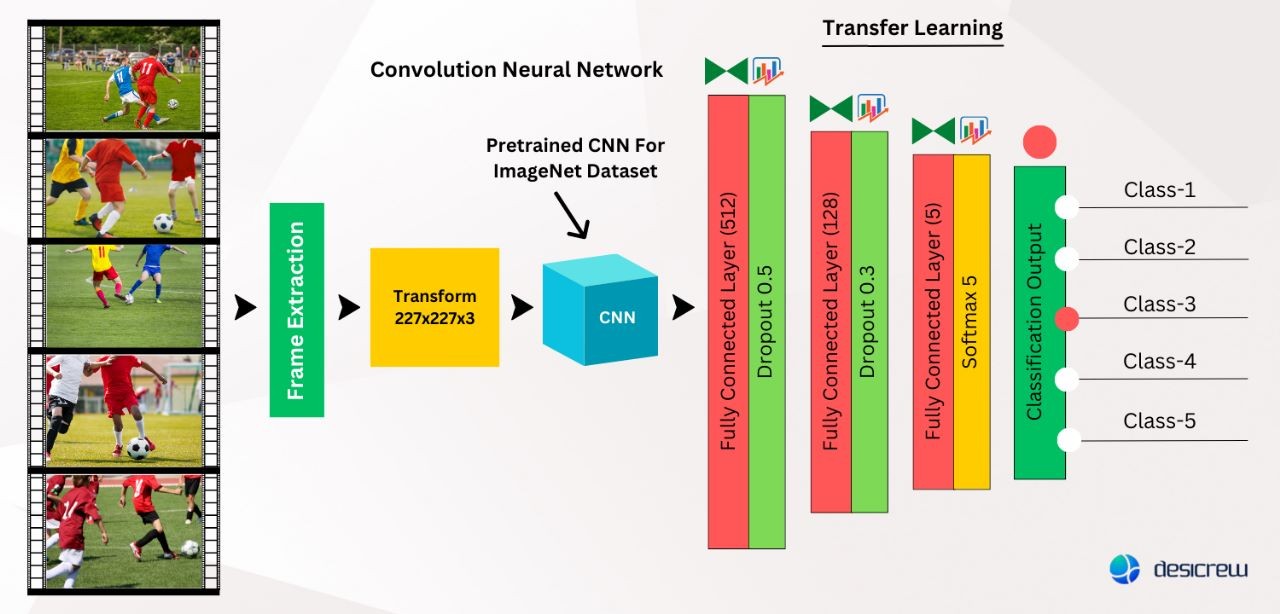 Transfer Learning
Convolution Neural Network
Pretrained CNN For
ImageNet Dataset
Frame Extraction
Transform
227x227x3
CNN
Fully Connected Layer (512)
Dropout 0.5
Fully Connected Layer (128)
Dropout 0.3
Fully Connected Layer (5)
Softmax 5
Classification Output
Class-1
Class-2
Class-3
Class-4
Class-5
desicrew
11
11